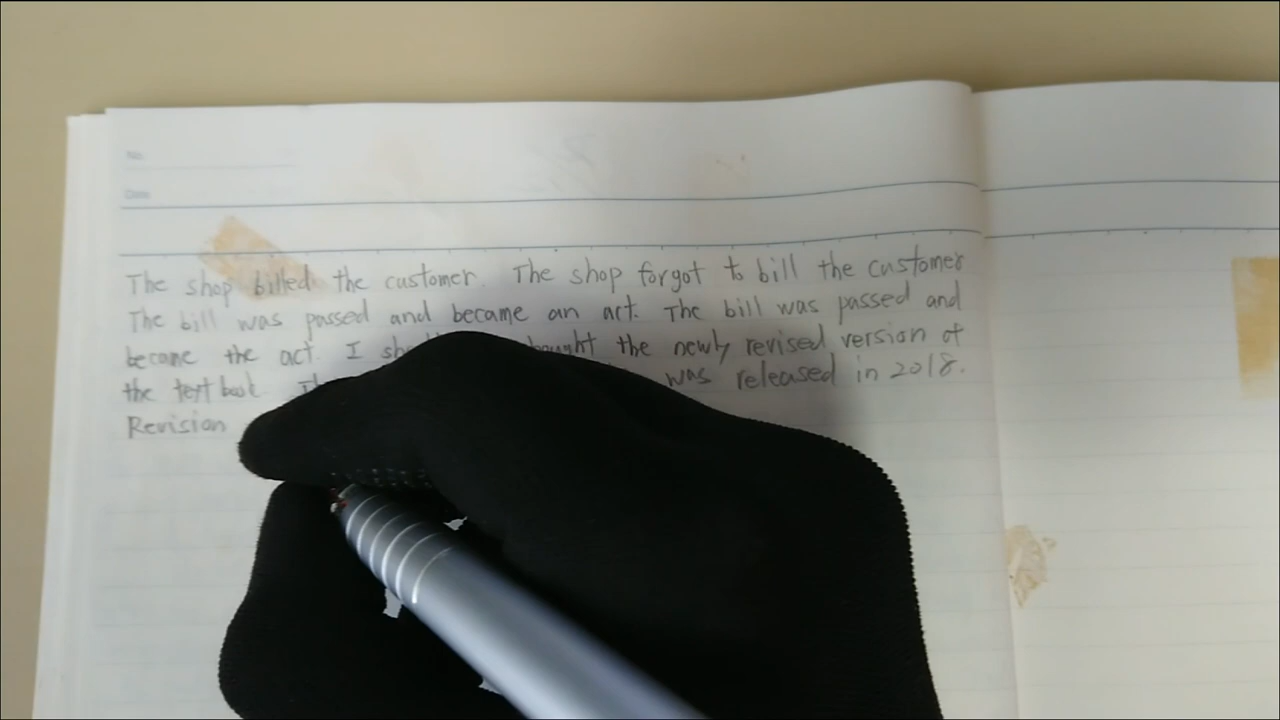 No.
Date
The shop billed the customer. The shop forgot to bill the customer
The bill was passed and became an act. The bill was passed and
became the act. I bought the newly revised version of
the textbook. was released in 2018.
Revision